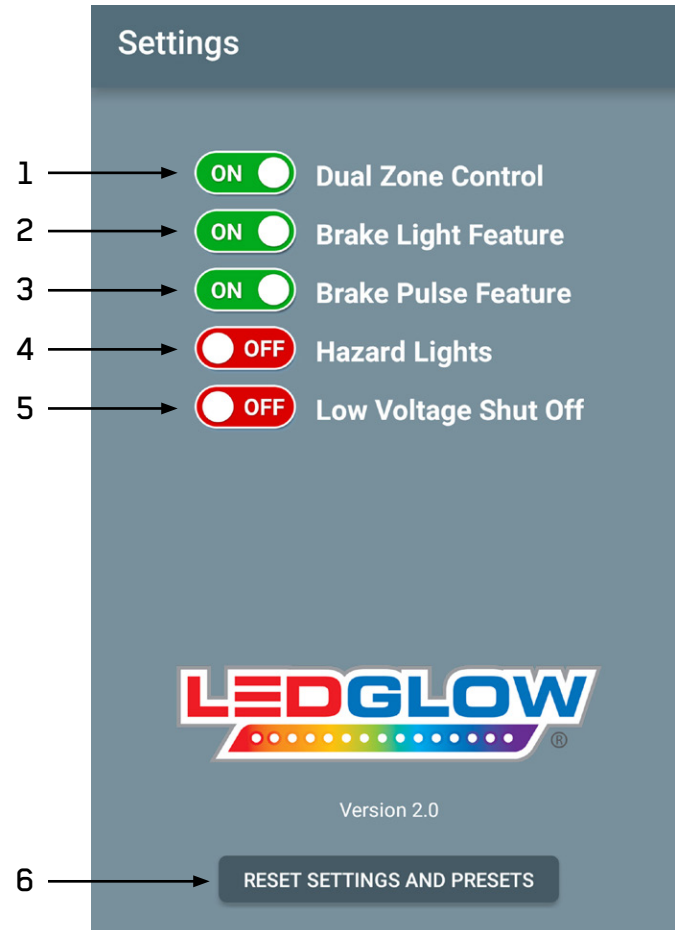 Settings
1 ON Dual Zone Control
2 ON Brake Light Feature
3 ON Brake Pulse Feature
4 OFF Hazard Lights
5 OFF Low Voltage Shut Off
LEDGLOW
®
Version 2.0
6 RESET SETTINGS AND PRESETS